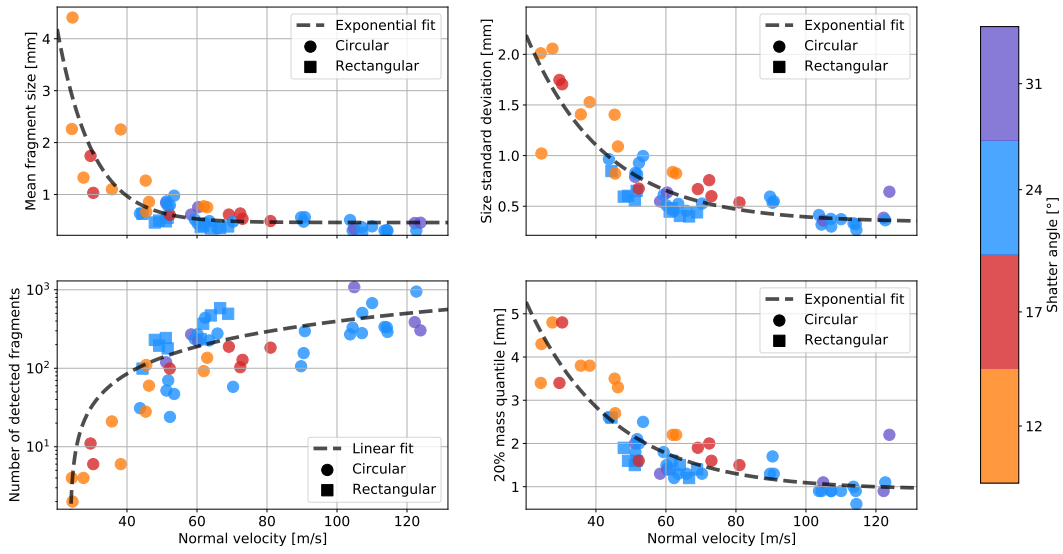 Mean fragment size [mm]
4
3
2
1
Exponential fit
Circular
Rectangular
Size standard deviation [mm]
2.0
1.5
1.0
0.5
Exponential fit
Circular
Rectangular
Number of detected fragments
10³
10²
10¹
Linear fit
Circular
Rectangular
40 60 80 100 120
Normal velocity [m/s]
20% mass quantile [mm]
5
4
3
2
1
Exponential fit
Circular
Rectangular
40 60 80 100 120
Normal velocity [m/s]
31
24
17
12
Shatter angle [°]